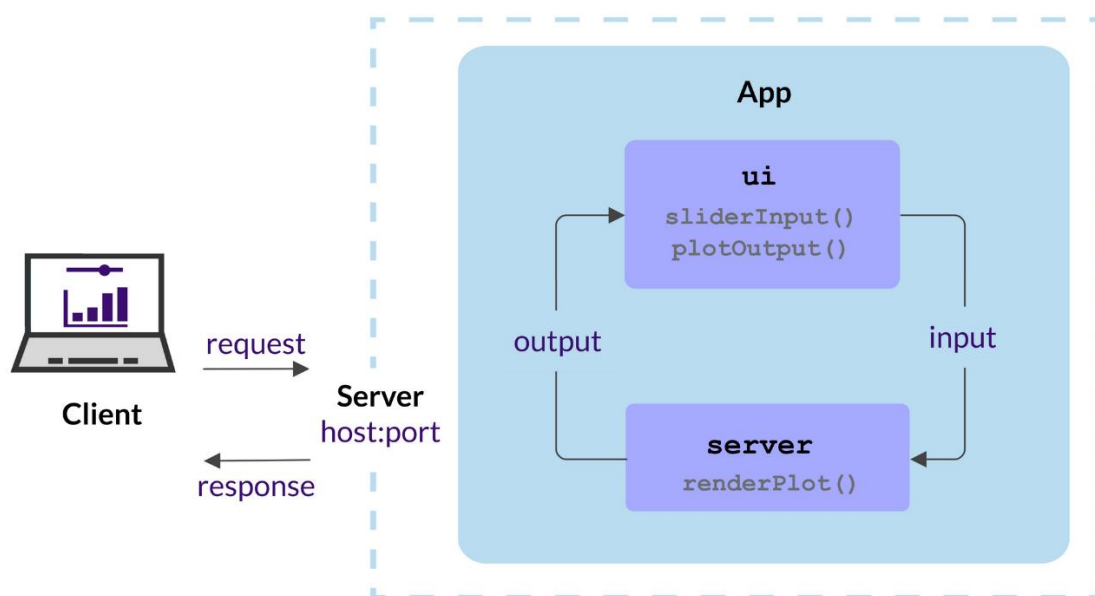 App
ui
sliderInput()
plotOutput()
output
input
server
renderPlot()
request
Client
Server
host:port
response